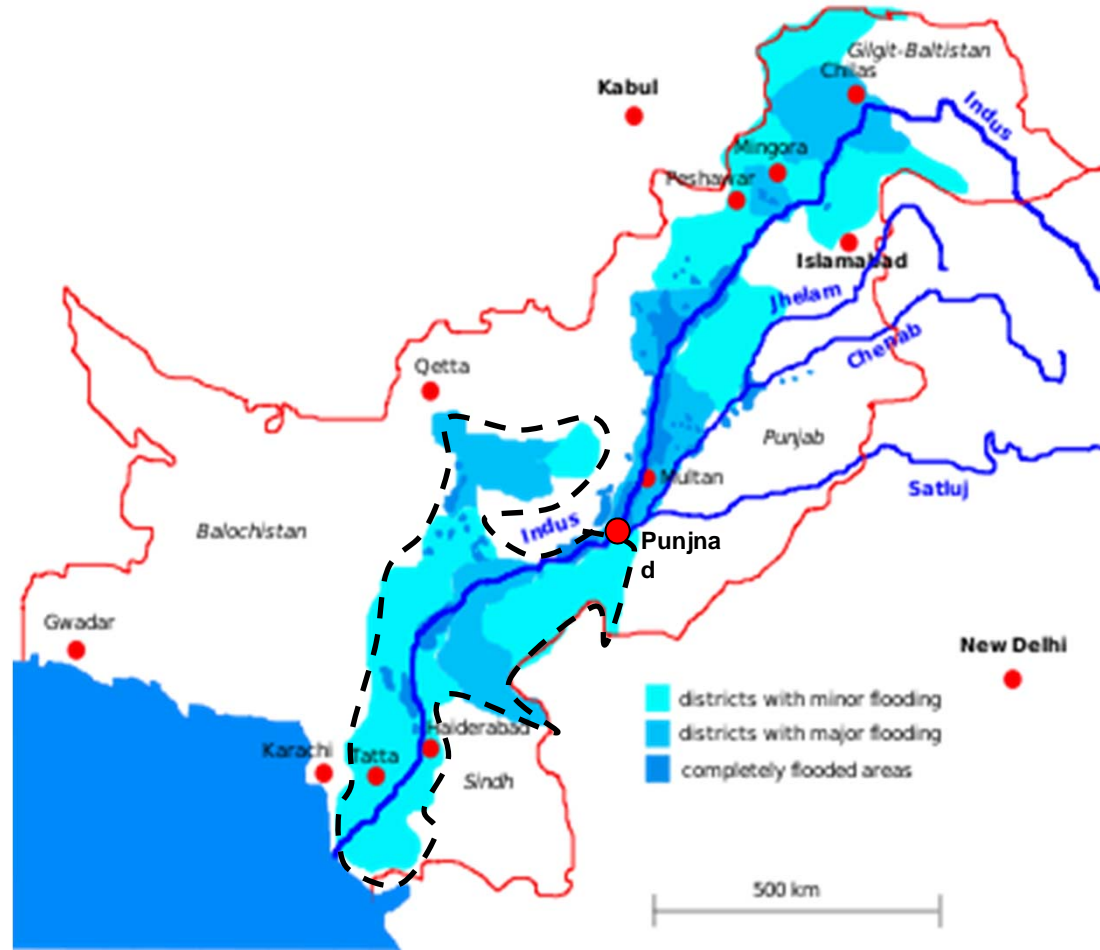 Gilgit-Baltistan
Chilas
Kabul
Indus
Mingora
Peshawar
Islamabad
Jhelam
Chenab
Qetta
Punjab
Multan
Satluj
Indus
Balochistan
Punjna
d
Gwadar
New Delhi
districts with minor flooding
Haiderabad
districts with major flooding
Karachi
Tatta
completely flooded areas
Sindh
500 km